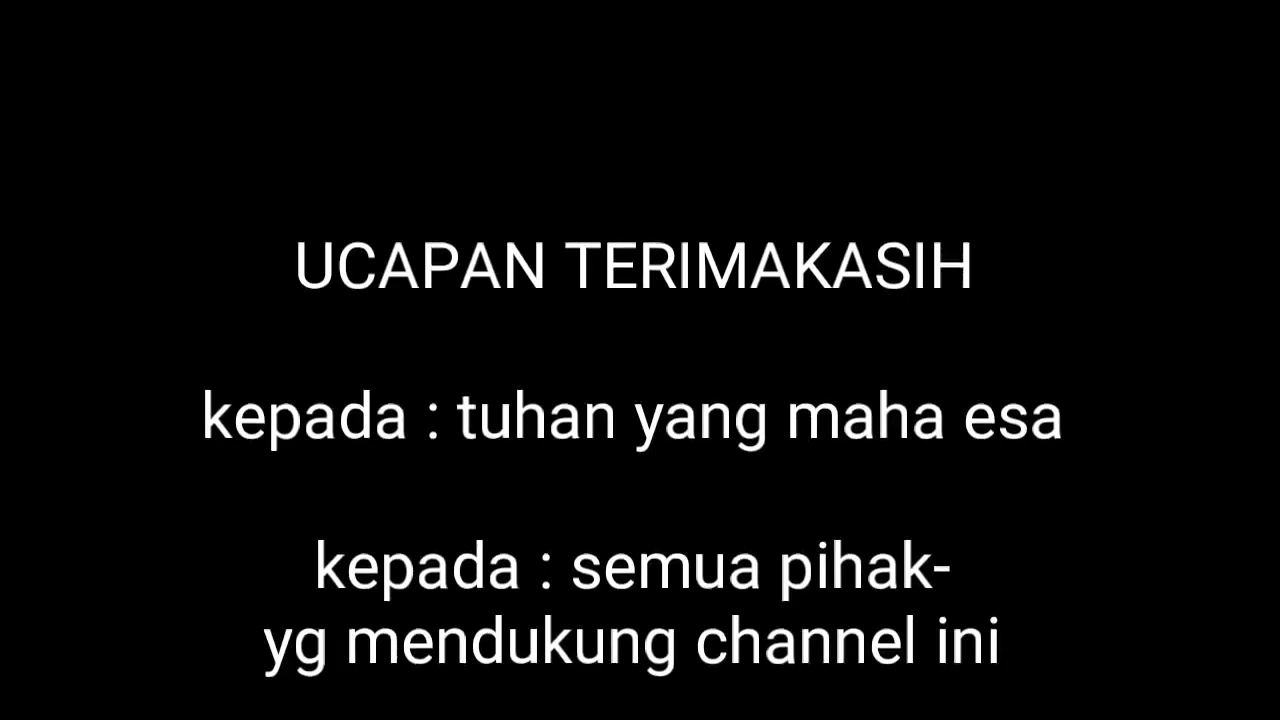 UCAPAN TERIMAKASIH
kepada : tuhan yang maha esa
kepada : semua pihak-
yg mendukung channel ini